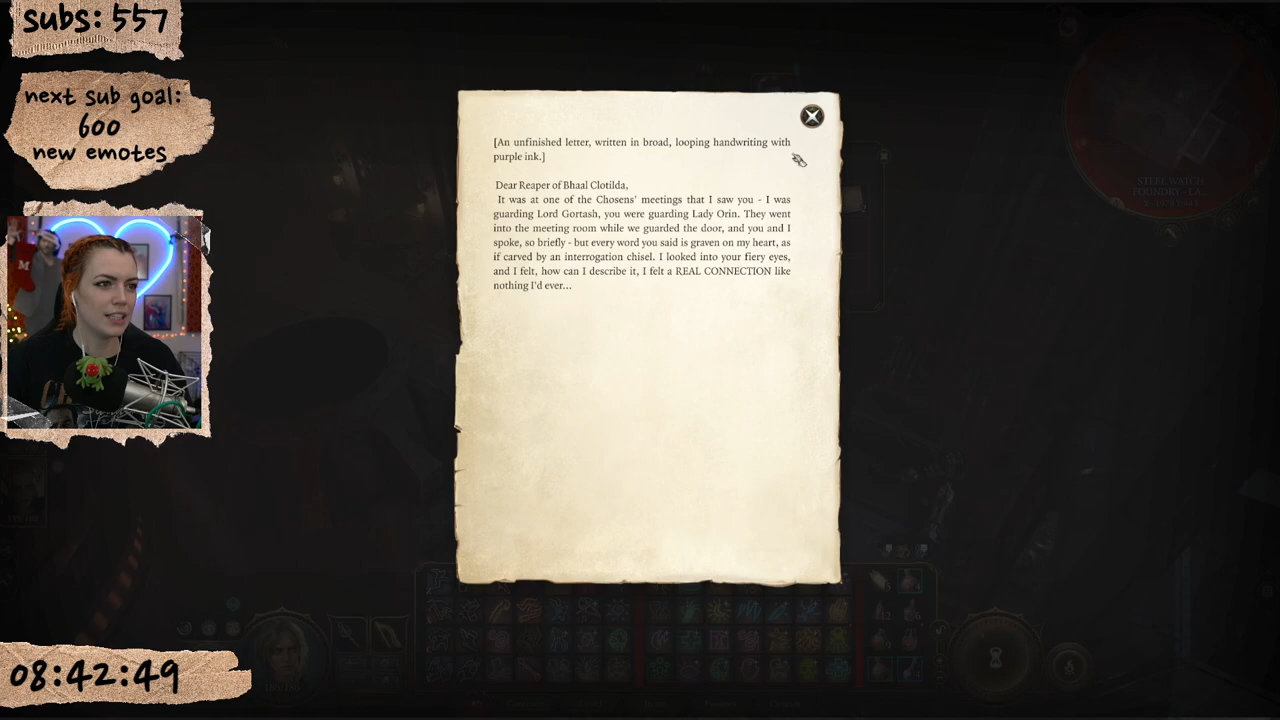 subs: 557
next sub goal:
600
new emotes
[An unfinished letter, written in broad, looping handwriting with
purple ink.]
Dear Reaper of Bhaal Clotilda,
It was at one of the Chosens' meetings that I saw you - I was
guarding Lord Gortash, you were guarding Lady Orin. They went
into the meeting room while we guarded the door, and you and I
spoke, so briefly - but every word you said is graven on my heart, as
if carved by an interrogation chisel. I looked into your fiery eyes,
and I felt, how can I describe it, I felt a REAL CONNECTION like
nothing I'd ever...
STEEL WATCH
FOUNDRY - LA...
M
08:42:49